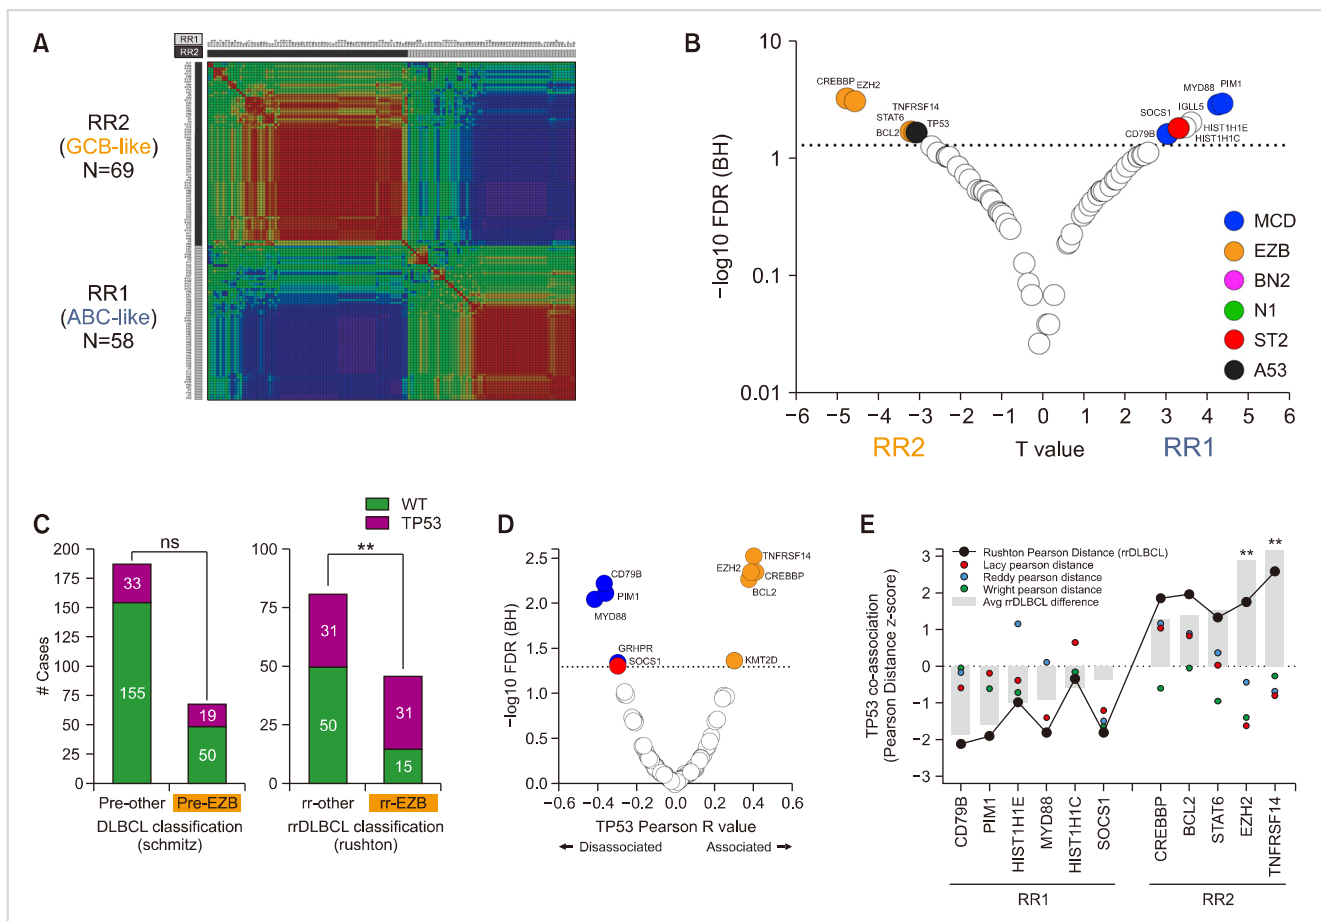 A
RR1
RR2
RR2
(GCB-like)
N=69
RR1
(ABC-like)
N=58
B
10
1
0.1
0.01
−log10 FDR (BH)
CREBBP
EZH2
TNFRSF14
STAT6
TP53
BCL2
PIM1
MYD88
IGLL5
SOCS1
HIST1H1E
CD79B
HIST1H1C
MCD
EZB
BN2
N1
ST2
A53
−6 −5 −4 −3 −2 −1 0 1 2 3 4 5 6
RR2
T value
RR1
C
WT
TP53
# Cases
200
175
150
125
100
75
50
25
0
ns
33
155
19
50
Pre-other
Pre-EZB
DLBCL classification
(schmitz)
100
75
50
25
0
**
31
50
31
15
rr-other
rr-EZB
rrDLBCL classification
(rushton)
D
−log10 FDR (BH)
2.5
2.0
1.5
1.0
0.5
0.0
CD79B
PIM1
MYD88
GRHPR
SOCS1
TNFRSF14
EZH2
CREBBP
BCL2
KMT2D
−0.6 −0.4 −0.2 0.0 0.2 0.4 0.6
TP53 Pearson R value
Disassociated
Associated
E
TP53 co-association
(Pearson Distance z-score)
3
2
1
0
−1
−2
−3
Rushton Pearson Distance (rrDLBCL)
Lacy pearson distance
Reddy pearson distance
Wright pearson distance
Avg rrDLBCL difference
**
**
CD79B
PIM1
HIST1H1E
MYD88
HIST1H1C
SOCS1
CREBBP
BCL2
STAT6
EZH2
TNFRSF14
RR1
RR2